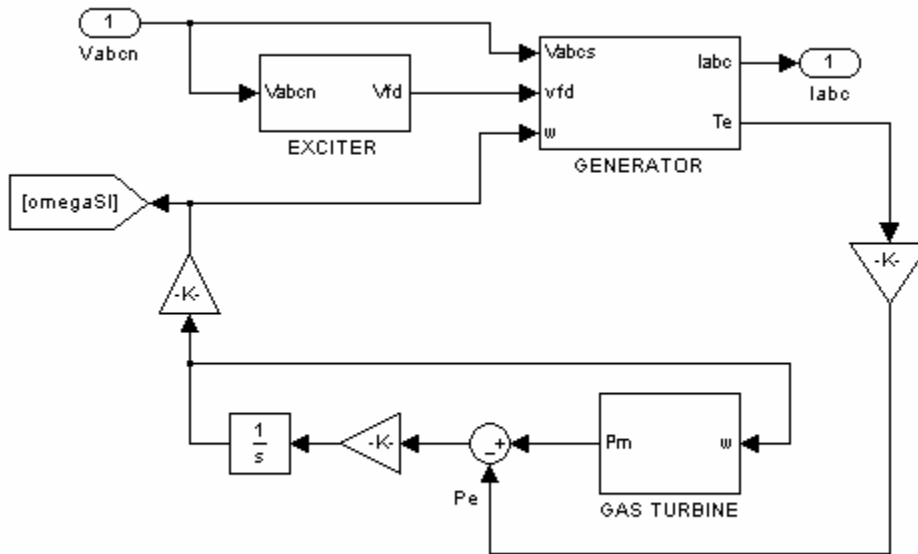 1
Vabcn
Vabcn
Vfd
EXCITER
Vabcs
vfd
w
Iabc
Te
GENERATOR
1
Iabc
[omegaSI]
-K-
-K-
1
s
-K-
+
_
Pe
Pm
w
GAS TURBINE